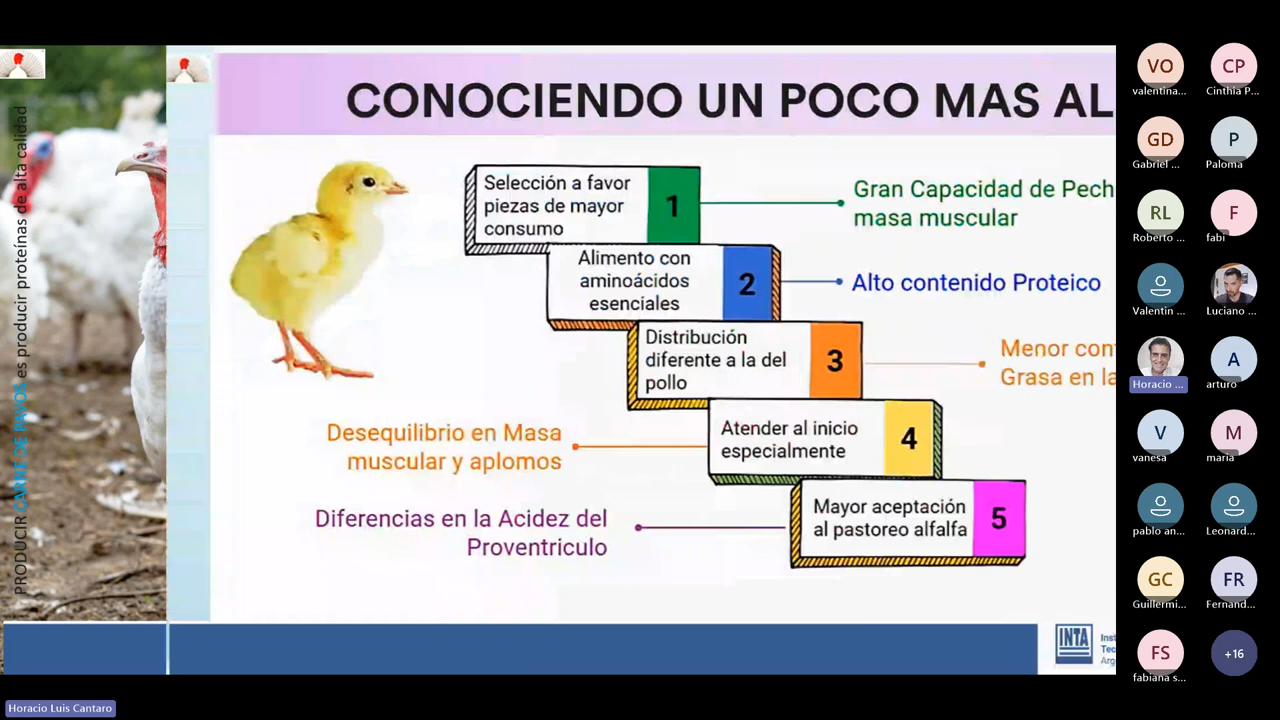 PRODUCIR CARNE DE PAVOS es producir proteínas de alta calidad
CONOCIENDO UN POCO MAS AL
Selección a favor
piezas de mayor
consumo
1
Gran Capacidad de Pech
masa muscular
Alimento con
aminoácidos
esenciales
2
Alto contenido Proteico
Distribución
diferente a la del
pollo
3
Menor con
Grasa en la
Desequilibrio en Masa
muscular y aplomos
Atender al inicio
especialmente
4
Diferencias en la Acidez del
Proventriculo
Mayor aceptación
al pastoreo alfalfa
5
INTA
Inst
Tec
Arg
VO
valentina...
CP
Cinthia P...
GD
Gabriel ...
P
Paloma
RL
Roberto ...
F
fabi
Valentin ...
Luciano ...
Horacio ...
A
arturo
V
vanesa
M
maria
pablo an...
Leonard...
GC
Guillermi...
FR
Fernand...
FS
fabiana s...
+16
Horacio Luis Cantaro